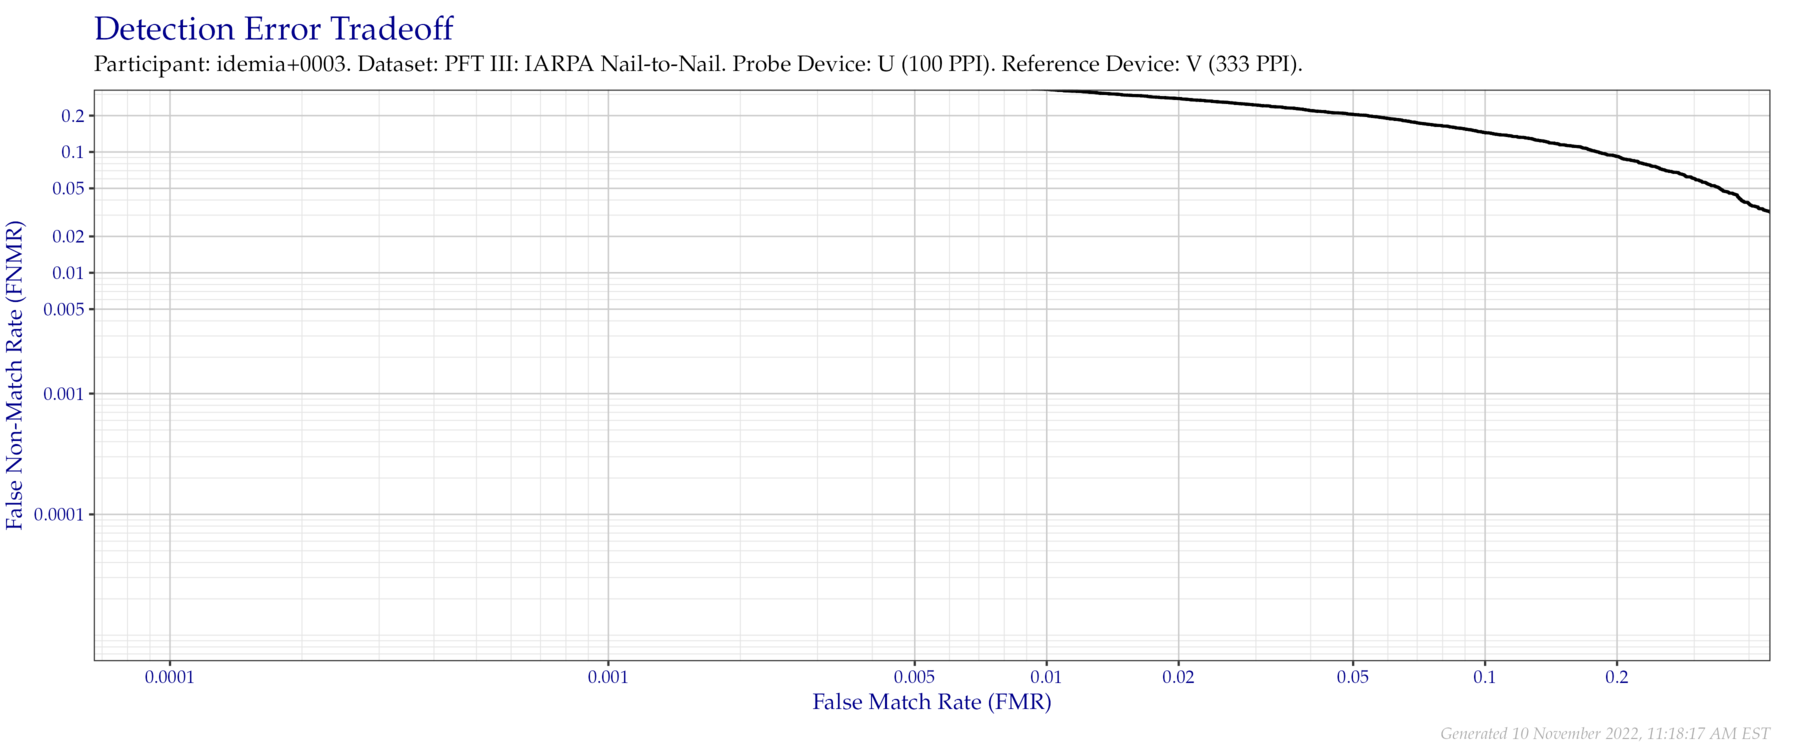 Detection Error Tradeoff
Participant: idemia+0003. Dataset: PFT III: IARPA Nail-to-Nail. Probe Device: U (100 PPI). Reference Device: V (333 PPI).
False Non-Match Rate (FNMR)
0.2
0.1
0.05
0.02
0.01
0.005
0.001
0.0001
0.0001 0.001 0.005 0.01 0.02 0.05 0.1 0.2
False Match Rate (FMR)
Generated 10 November 2022, 11:18:17 AM EST